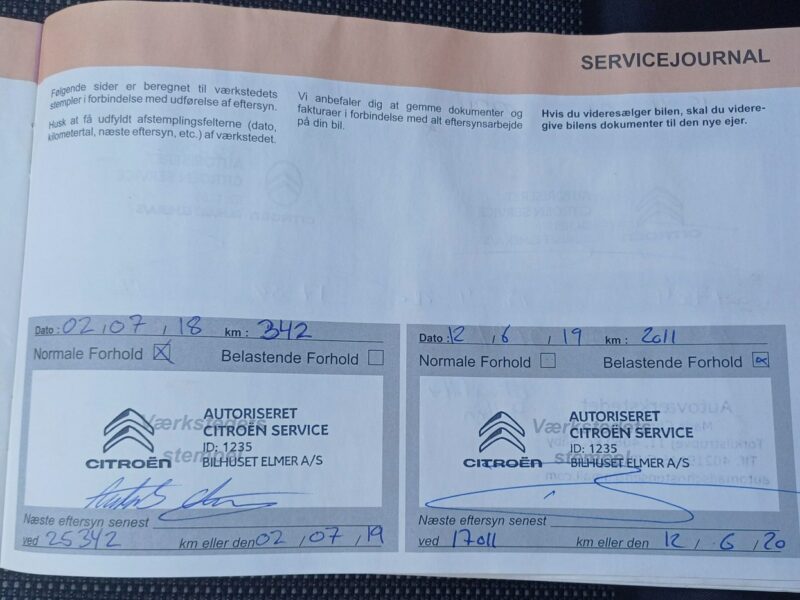 SERVICEJOURNAL
Følgende sider er beregnet til værkstedets
stempler i forbindelse med udførelse af eftersyn.
Husk at få udfyldt afstemplingsfelterne (dato,
kilometertal, næste eftersyn, etc.) af værkstedet.
Vi anbefaler dig at gemme dokumenter og
fakturaer i forbindelse med alt eftersynsarbejde
på din bil.
Hvis du videresælger bilen, skal du videre-
give bilens dokumenter til den nye ejer.
Dato : 02 , 07 , 18 km : 342
Normale Forhold X Belastende Forhold
Værkstedets
stempel
CITROËN
AUTORISERET
CITROËN SERVICE
ID: 1235
BILHUSET ELMER A/S
Næste eftersyn senest
ved 25342 km eller den 02 , 07 , 19
Dato : 12 , 6 , 19 km : 2011
Normale Forhold Belastende Forhold X
Værkstedets
stempel
CITROËN
AUTORISERET
CITROËN SERVICE
ID: 1235
BILHUSET ELMER A/S
Næste eftersyn senest
ved 17011 km eller den 12 , 6 , 20